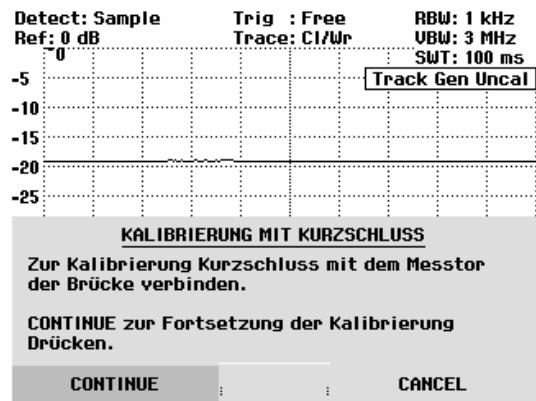 Detect: Sample Trig : Free RBW: 1 kHz
Ref: 0 dB Trace: Cl/Wr VBW: 3 MHz
0 SWT: 100 ms
-5 Track Gen Uncal
-10
-15
-20
-25
KALIBRIERUNG MIT KURZSCHLUSS
Zur Kalibrierung Kurzschluss mit dem Messtor
der Brücke verbinden.
CONTINUE zur Fortsetzung der Kalibrierung
Drücken.
CONTINUE CANCEL